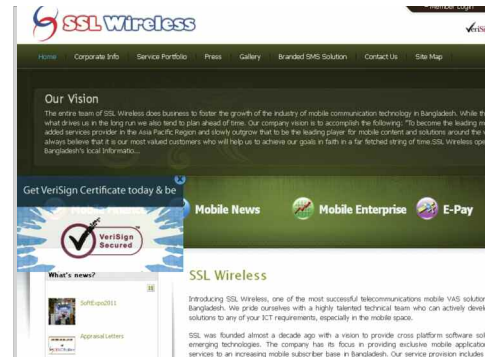 Member Login
SSL Wireless
Home Corporate Info Service Portfolio Press Gallery Branded SMS Solution Contact Us Site Map
Our Vision
The entire team of SSL Wireless does business to foster the growth of the industry of mobile communication technology in Bangladesh. While th
what drives us in the long run we also tend to plan ahead of time. Our company vision is to accomplish the following: "To become the leading m
added services provider in the Asia Pacific Region and slowly outgrow that to be the leading player for mobile content and solutions around the
always believe that it is our most valued customers who will help us to achieve our goals in faith in a far fetched string of time.SSL Wireless ope
Bangladesh's local Informatio...
Get VeriSign Certificate today & be
Mobile News Mobile Enterprise E-Pay
VeriSign
Secured
What's news?
SSL Wireless
SoftExpo2011
Introducing SSL Wireless, one of the most successful telecommunications mobile VAS solution
Bangladesh. We pride ourselves with a highly talented technical team who can actively devel
solutions to any of your ICT requirements, especially in the mobile space.
Appraisal Letters
SSL was founded almost a decade ago with a vision to provide cross platform software sol
emerging technologies. The company has its focus in providing exclusive mobile application
services to an increasing mobile subscriber base in Bangladesh. Our service provision includes,